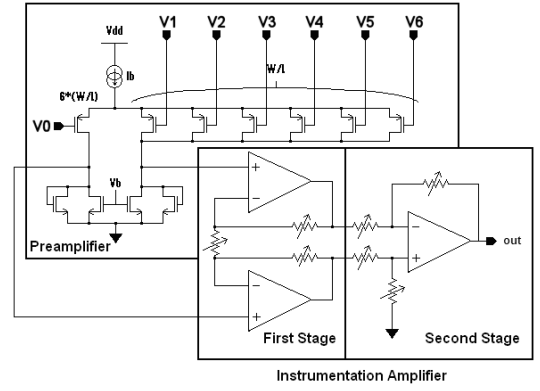 V1 V2 V3 V4 V5 V6
Vdd
Ib
W/l
6*(W/l)
V0
Vb
Preamplifier
+
−
−
+
−
+
out
First Stage
Second Stage
Instrumentation Amplifier